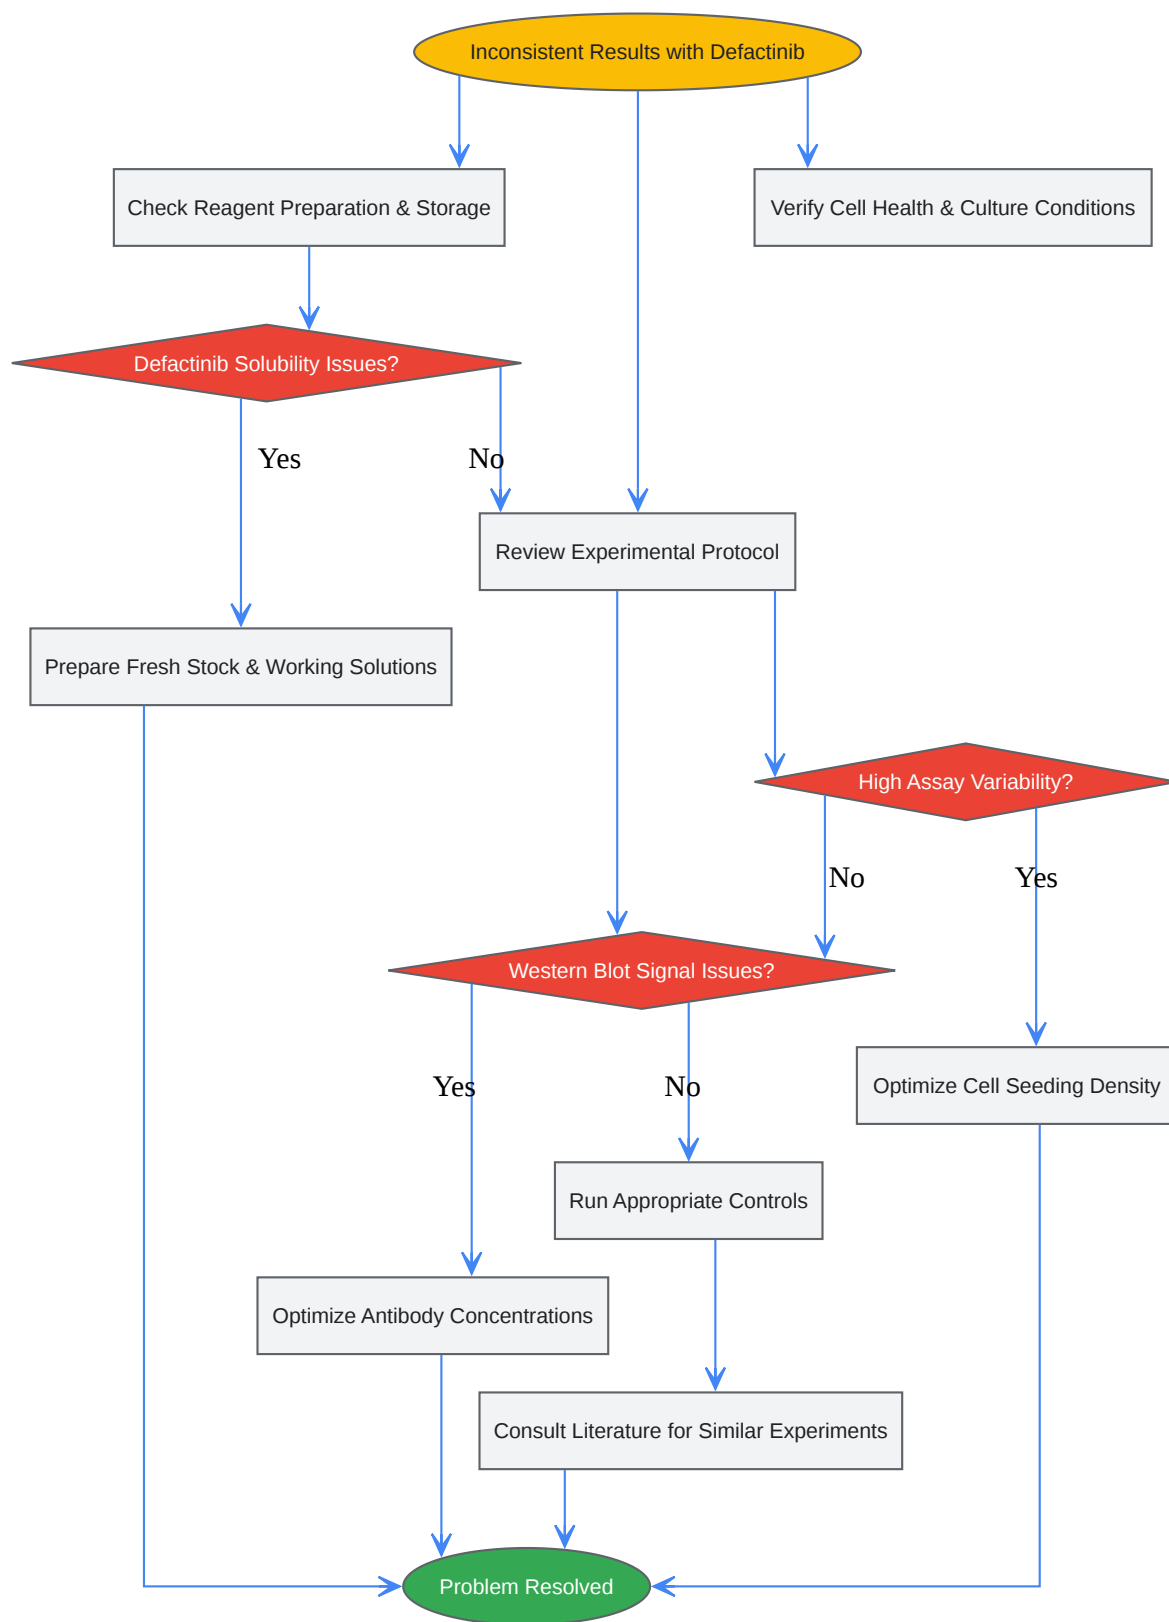 Inconsistent Results with Defactinib
Check Reagent Preparation & Storage
Verify Cell Health & Culture Conditions
Defactinib Solubility Issues?
Yes
No
Review Experimental Protocol
Prepare Fresh Stock & Working Solutions
High Assay Variability?
No
Yes
Western Blot Signal Issues?
Yes
No
Optimize Cell Seeding Density
Run Appropriate Controls
Optimize Antibody Concentrations
Consult Literature for Similar Experiments
Problem Resolved